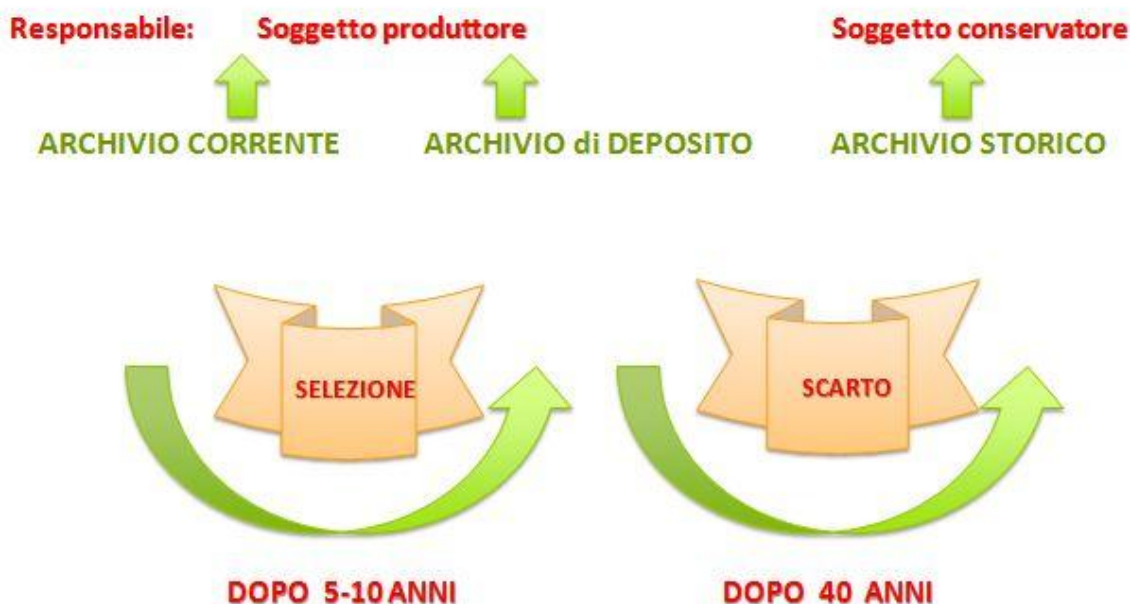 Responsabile: Soggetto produttore Soggetto conservatore
ARCHIVIO CORRENTE ARCHIVIO di DEPOSITO ARCHIVIO STORICO
SELEZIONE SCARTO
DOPO 5-10 ANNI DOPO 40 ANNI